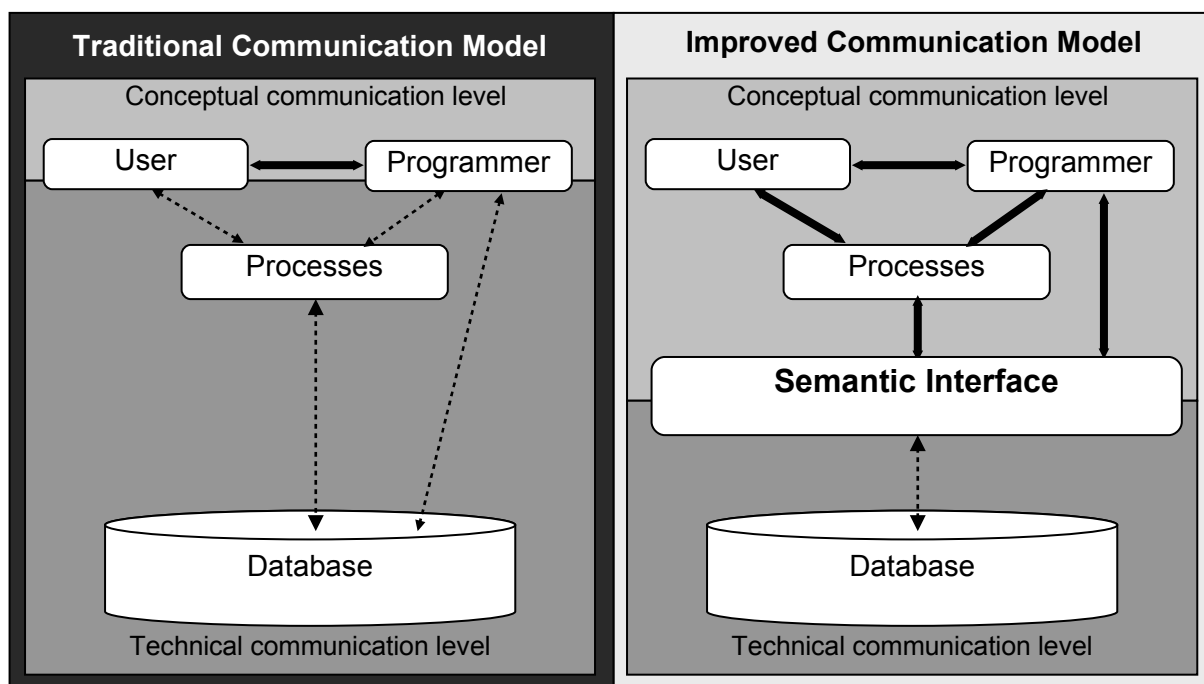 Traditional Communication Model
Conceptual communication level
User
Programmer
Processes
Database
Technical communication level
Improved Communication Model
Conceptual communication level
User
Programmer
Processes
Semantic Interface
Database
Technical communication level